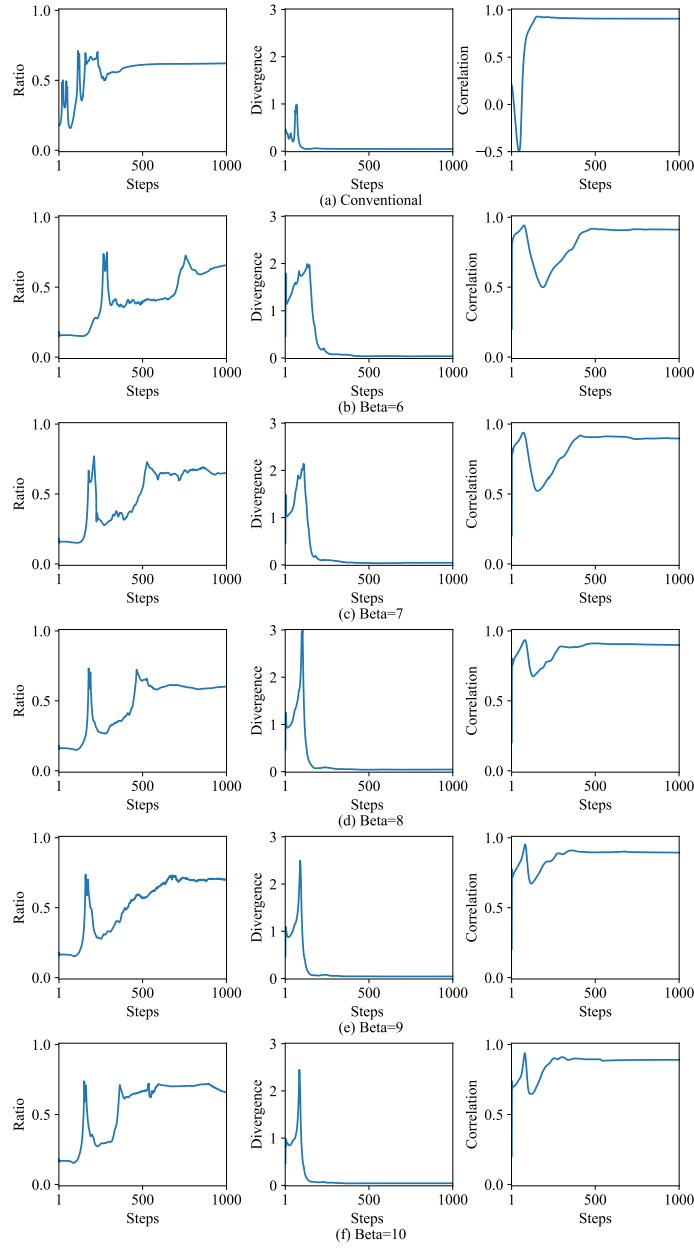 Ratio
1.0
0.5
0.0
1
500
1000
Steps
Divergence
3
2
1
0
1
500
1000
Steps
Correlation
1.0
0.5
0.0
−0.5
1
500
1000
Steps
(a) Conventional
Ratio
1.0
0.5
0.0
1
500
1000
Steps
Divergence
3
2
1
0
1
500
1000
Steps
Correlation
1.0
0.5
0.0
1
500
1000
Steps
(b) Beta=6
Ratio
1.0
0.5
0.0
1
500
1000
Steps
Divergence
3
2
1
0
1
500
1000
Steps
Correlation
1.0
0.5
0.0
1
500
1000
Steps
(c) Beta=7
Ratio
1.0
0.5
0.0
1
500
1000
Steps
Divergence
3
2
1
0
1
500
1000
Steps
Correlation
1.0
0.5
0.0
1
500
1000
Steps
(d) Beta=8
Ratio
1.0
0.5
0.0
1
500
1000
Steps
Divergence
3
2
1
0
1
500
1000
Steps
Correlation
1.0
0.5
0.0
1
500
1000
Steps
(e) Beta=9
Ratio
1.0
0.5
0.0
1
500
1000
Steps
Divergence
3
2
1
0
1
500
1000
Steps
Correlation
1.0
0.5
0.0
1
500
1000
Steps
(f) Beta=10